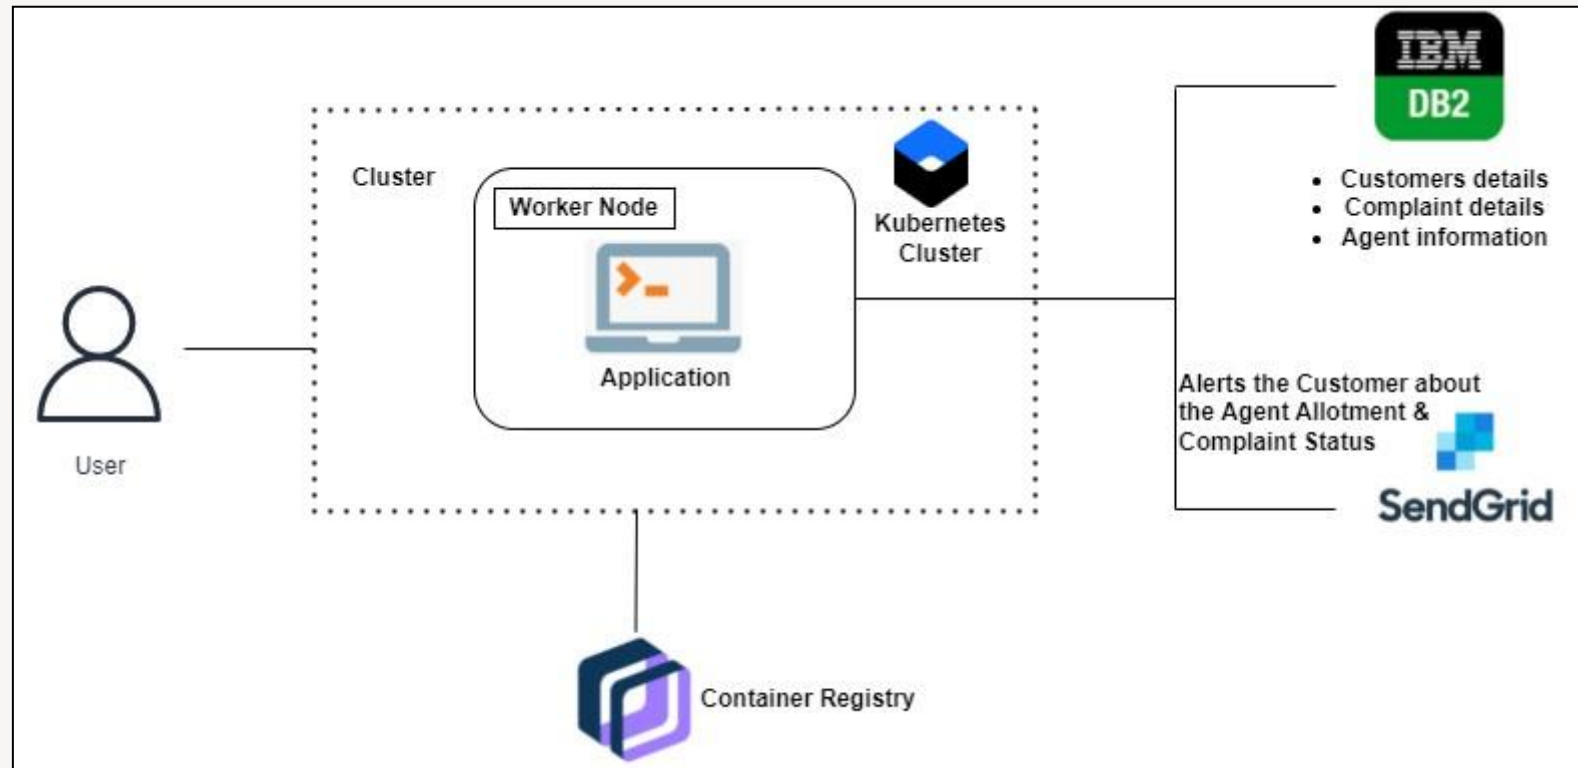 IBM
DB2
• Customers details
• Complaint details
• Agent information
Cluster
Worker Node
Application
Kubernetes
Cluster
User
Alerts the Customer about
the Agent Allotment &
Complaint Status
SendGrid
Container Registry